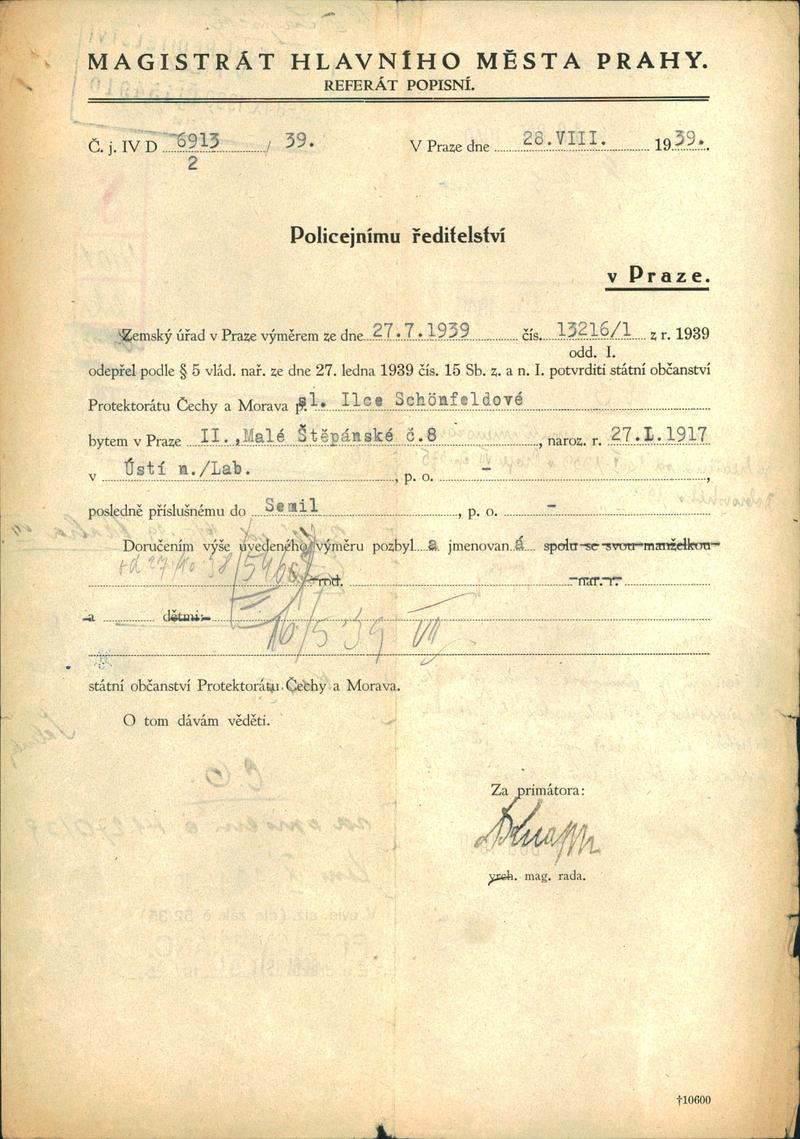 MAGISTRÁT HLAVNÍHO MĚSTA PRAHY.
REFERÁT POPISNÍ.
Č. j. IV D 6913 / 39.
2
V Praze dne 28.VIII. 1939.
Policejnímu ředitelství
v Praze.
Zemský úřad v Praze výměrem ze dne 27.7.1939 čís. 13216/1 z r. 1939
odd. I.
odepřel podle § 5 vlád. nař. ze dne 27. ledna 1939 čís. 15 Sb. z. a n. I. potvrditi státní občanství
Protektorátu Čechy a Morava sl. Ilce Schönfeldové
bytem v Praze II.,Malé Štěpánské č.8, naroz. r. 27.I.1917
v Ústí n./Lab., p. o. -,
posledně příslušnému do Semil, p. o. -
Doručením výše uvedeného výměru pozbyl a jmenovan á spolu se svou manželkou
rod. nar. r.
a dětmi:
16/5 39 VII
státní občanství Protektorátu Čechy a Morava.
O tom dávám věděti.
Za primátora:
vrch. mag. rada.
†10600